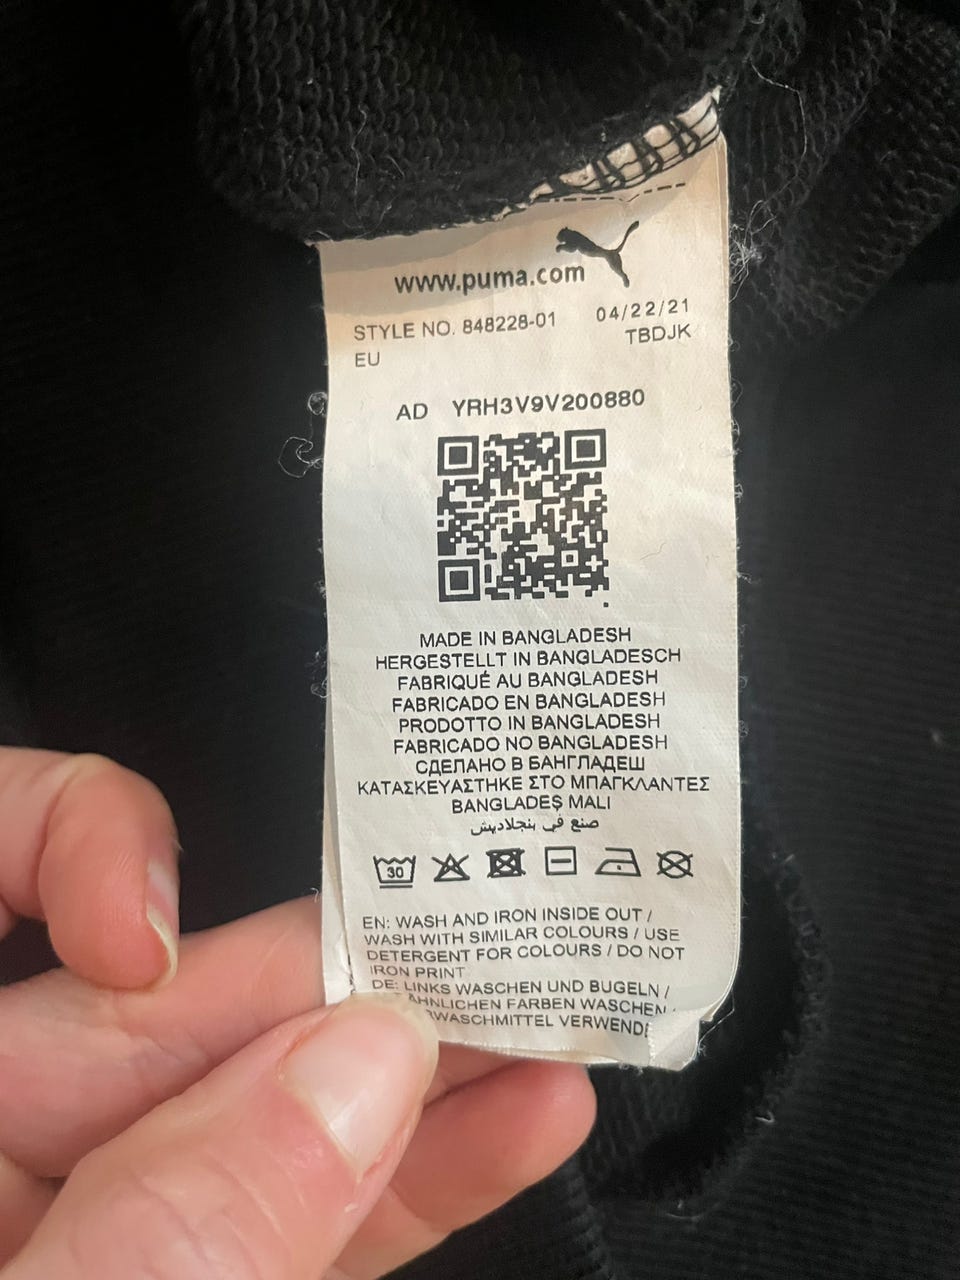 www.puma.com
STYLE NO. 848228-01 04/22/21
EU TBDJK
AD YRH3V9V200880
MADE IN BANGLADESH
HERGESTELLT IN BANGLADESCH
FABRIQUÉ AU BANGLADESH
FABRICADO EN BANGLADESH
PRODOTTO IN BANGLADESH
FABRICADO NO BANGLADESH
СДЕЛАНО В БАНГЛАДЕШ
ΚΑΤΑΣΚΕΥΑΣΤΗΚΕ ΣΤΟ ΜΠΑΓΚΛΑΝΤΕΣ
BANGLADEŞ MALI
صنع في بنجلاديش
30
EN: WASH AND IRON INSIDE OUT /
WASH WITH SIMILAR COLOURS / USE
DETERGENT FOR COLOURS / DO NOT
IRON PRINT
DE: LINKS WASCHEN UND BÜGELN /
ÄHNLICHEN FARBEN WASCHEN /